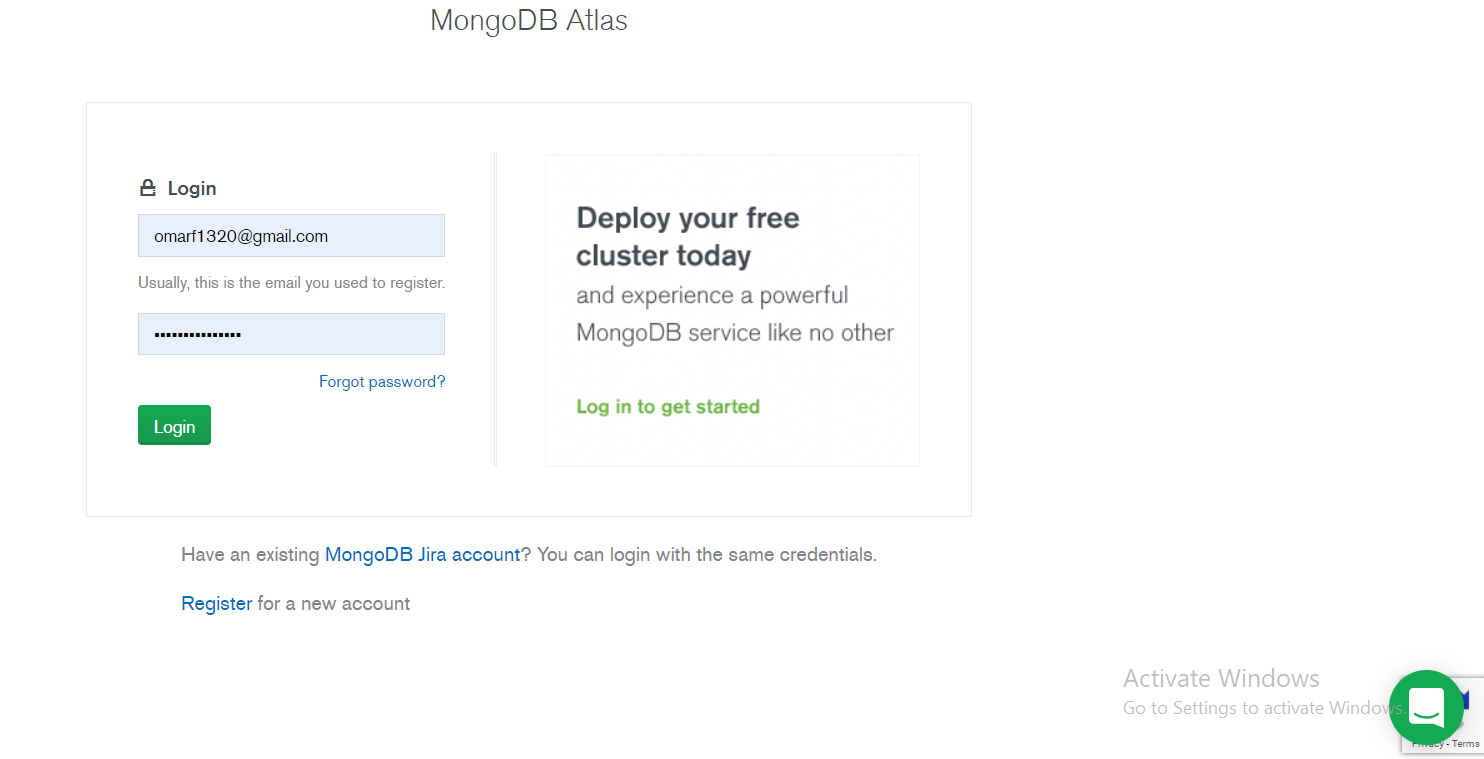 MongoDB Atlas
Login
omarf1320@gmail.com
Usually, this is the email you used to register.
Forgot password?
Login
Deploy your free
cluster today
and experience a powerful
MongoDB service like no other
Log in to get started
Have an existing MongoDB Jira account? You can login with the same credentials.
Register for a new account
Activate Windows
Go to Settings to activate Windows.
Privacy - Terms